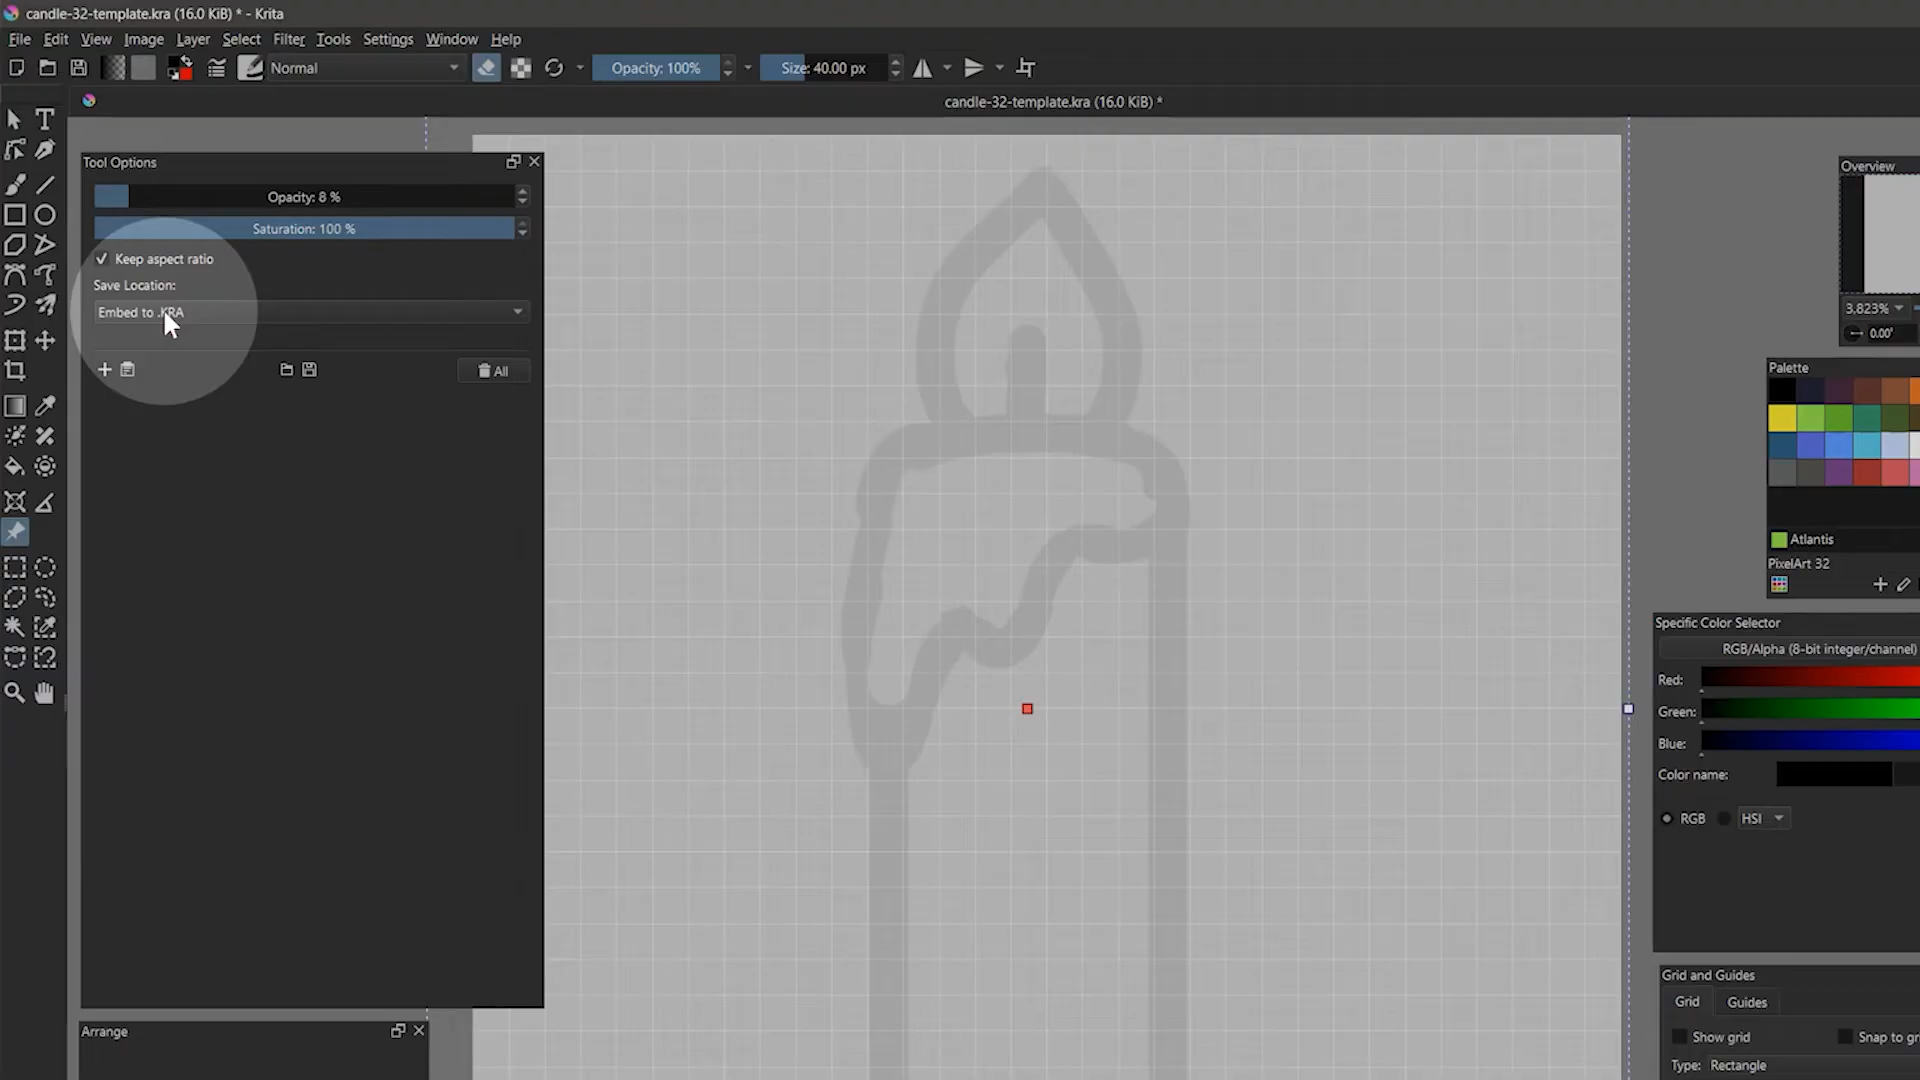 candle-32-template.kra (16.0 KiB) * - Krita
File Edit View Image Layer Select Filter Tools Settings Window Help
Normal Opacity: 100% Size: 40.00 px
candle-32-template.kra (16.0 KiB) *
Tool Options
Opacity: 8 %
Saturation: 100 %
Keep aspect ratio
Save Location:
Embed to .KRA
All
Arrange
Overview
3,823%
0.00°
Palette
Atlantis
PixelArt 32
Specific Color Selector
RGB/Alpha (8-bit integer/channel)
Red:
Green:
Blue:
Color name:
RGB HSI
Grid and Guides
Grid Guides
Show grid Snap to gr
Type: Rectangle